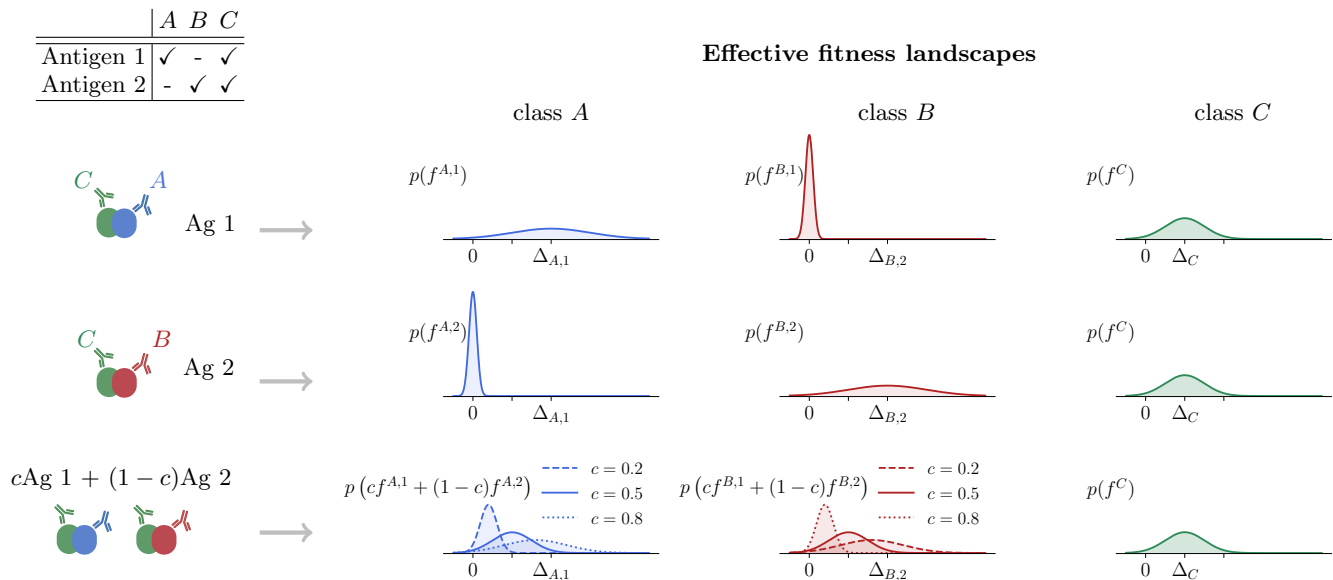 A B C
Antigen 1 ✓ - ✓
Antigen 2 - ✓ ✓
Effective fitness landscapes
class A class B class C
C A
Ag 1
p(f^{A,1}) p(f^{B,1}) p(f^C)
0 Δ_{A,1} 0 Δ_{B,2} 0 Δ_C
C B
Ag 2
p(f^{A,2}) p(f^{B,2}) p(f^C)
0 Δ_{A,1} 0 Δ_{B,2} 0 Δ_C
cAg 1 + (1 − c)Ag 2
p (cf^{A,1} + (1 − c)f^{A,2})
c = 0.2
c = 0.5
c = 0.8
p (cf^{B,1} + (1 − c)f^{B,2})
c = 0.2
c = 0.5
c = 0.8
p(f^C)
0 Δ_{A,1} 0 Δ_{B,2} 0 Δ_C